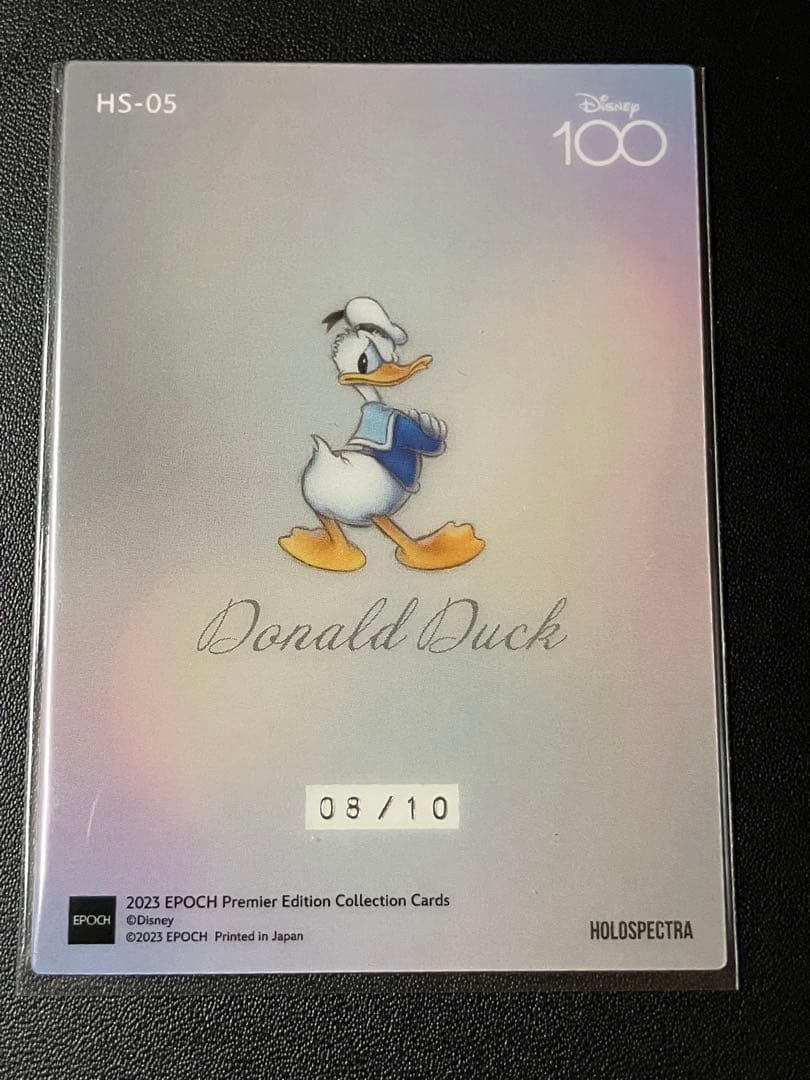 HS-05
Disney
100
Donald Duck
08/10
EPOCH
2023 EPOCH Premier Edition Collection Cards
©Disney
©2023 EPOCH Printed in Japan
HOLOSPECTRA